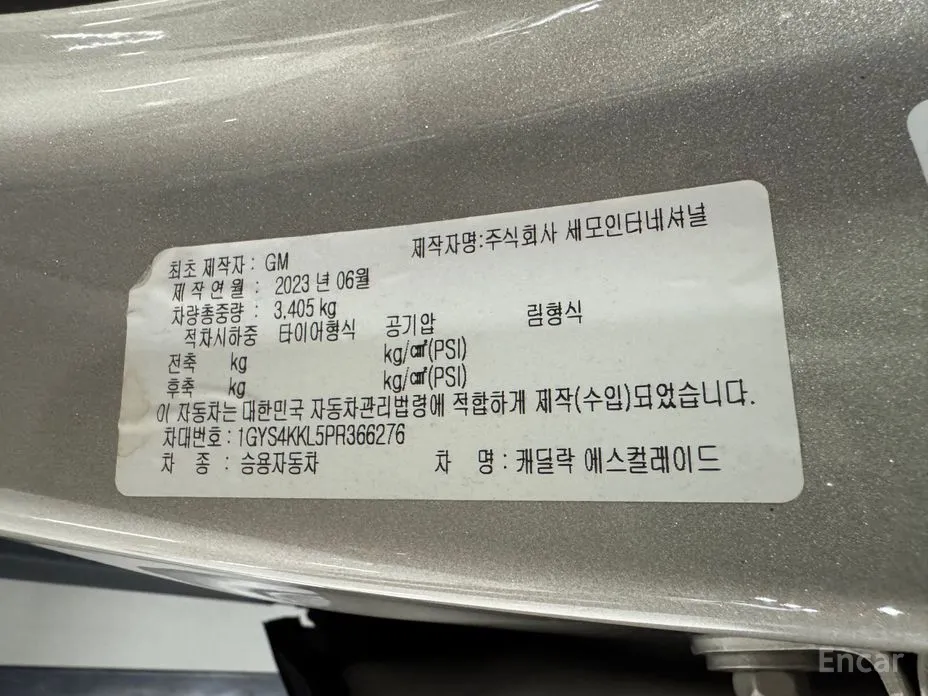 최초 제작자 : GM 제작자명:주식회사 세모인터네셔널
제 작 연 월 : 2023 년 06월
차량총중량 : 3,405 kg
적차시하중 타이어형식 공기압 림형식
전축 kg kg/㎠(PSI)
후축 kg kg/㎠(PSI)
이 자동차는 대한민국 자동차관리법령에 적합하게 제작(수입)되었습니다.
차대번호 : 1GYS4KKL5PR366276
차 종 : 승용자동차 차 명 : 캐딜락 에스컬레이드
Encar